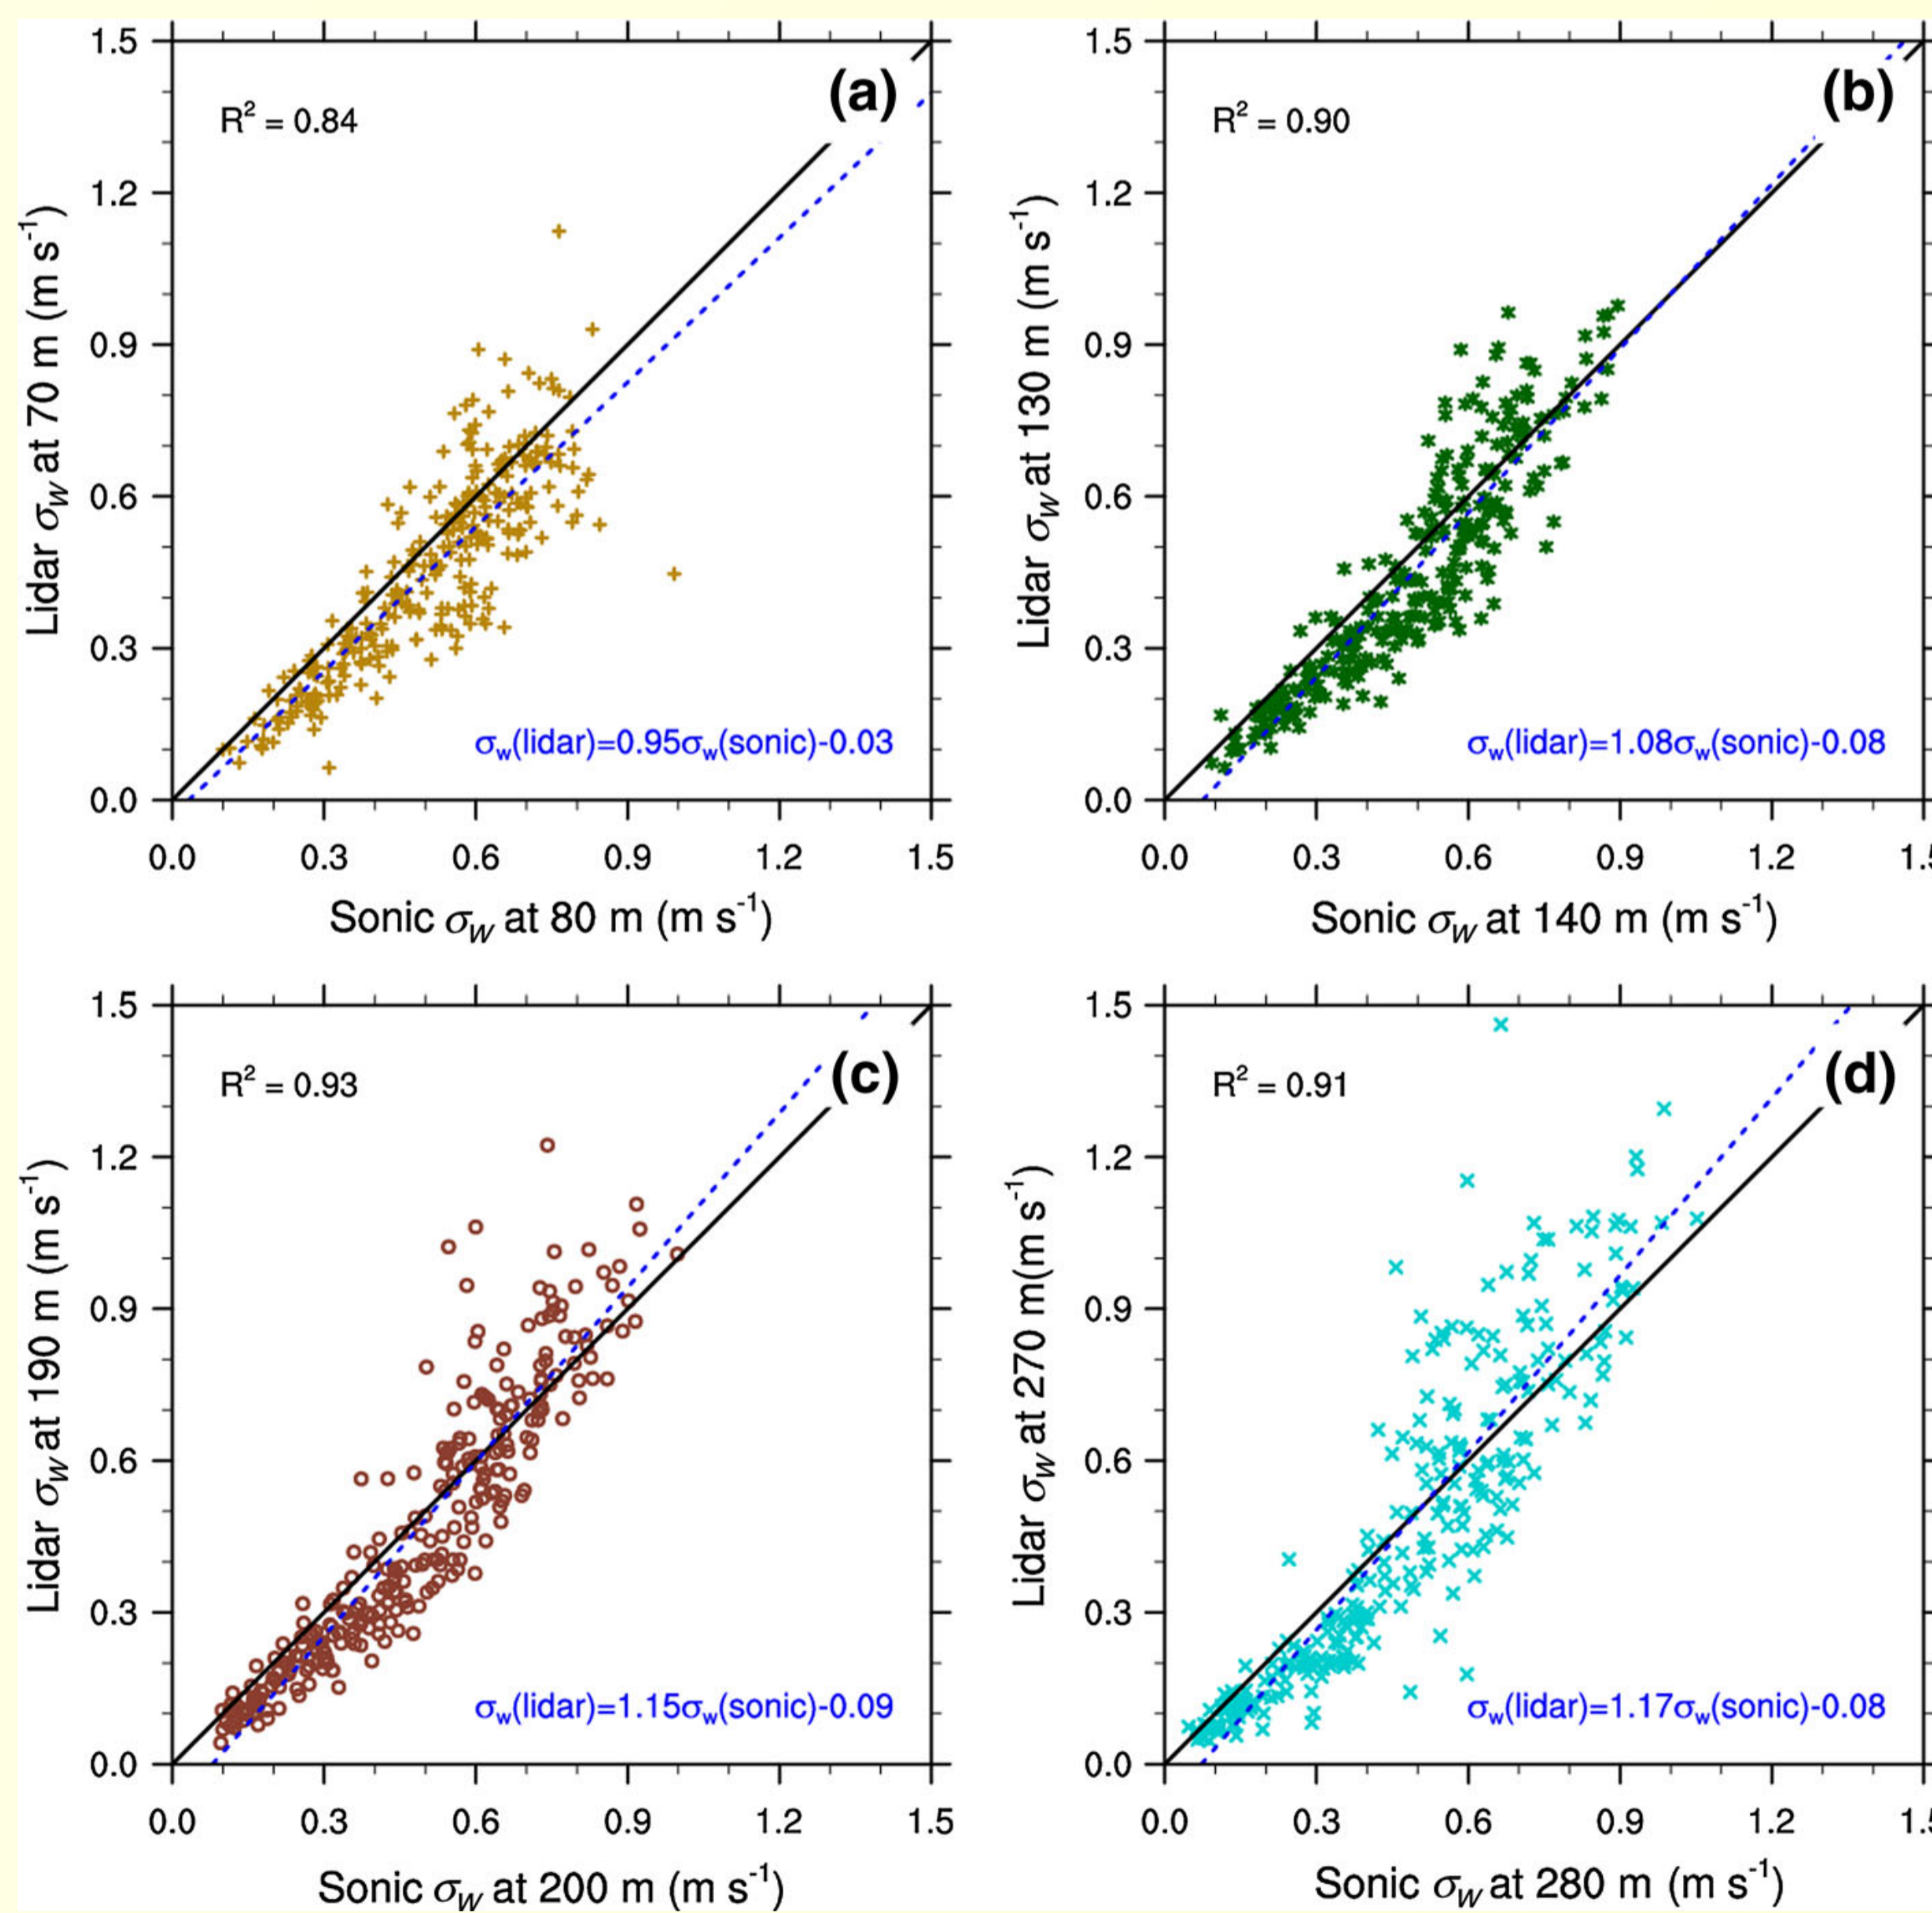 (a)
R² = 0.84
1.5
1.2
0.9
0.6
0.3
0.0
Lidar σW at 70 m (m s⁻¹)
σw(lidar)=0.95σw(sonic)-0.03
0.0 0.3 0.6 0.9 1.2 1.5
Sonic σW at 80 m (m s⁻¹)
(b)
R² = 0.90
1.5
1.2
0.9
0.6
0.3
0.0
Lidar σW at 130 m (m s⁻¹)
σw(lidar)=1.08σw(sonic)-0.08
0.0 0.3 0.6 0.9 1.2
Sonic σW at 140 m (m s⁻¹)
(c)
R² = 0.93
1.5
1.2
0.9
0.6
0.3
0.0
Lidar σW at 190 m (m s⁻¹)
σw(lidar)=1.15σw(sonic)-0.09
0.0 0.3 0.6 0.9 1.2 1.5
Sonic σW at 200 m (m s⁻¹)
(d)
R² = 0.91
1.5
1.2
0.9
0.6
0.3
0.0
Lidar σW at 270 m(m s⁻¹)
σw(lidar)=1.17σw(sonic)-0.08
0.0 0.3 0.6 0.9 1.2
Sonic σW at 280 m (m s⁻¹)